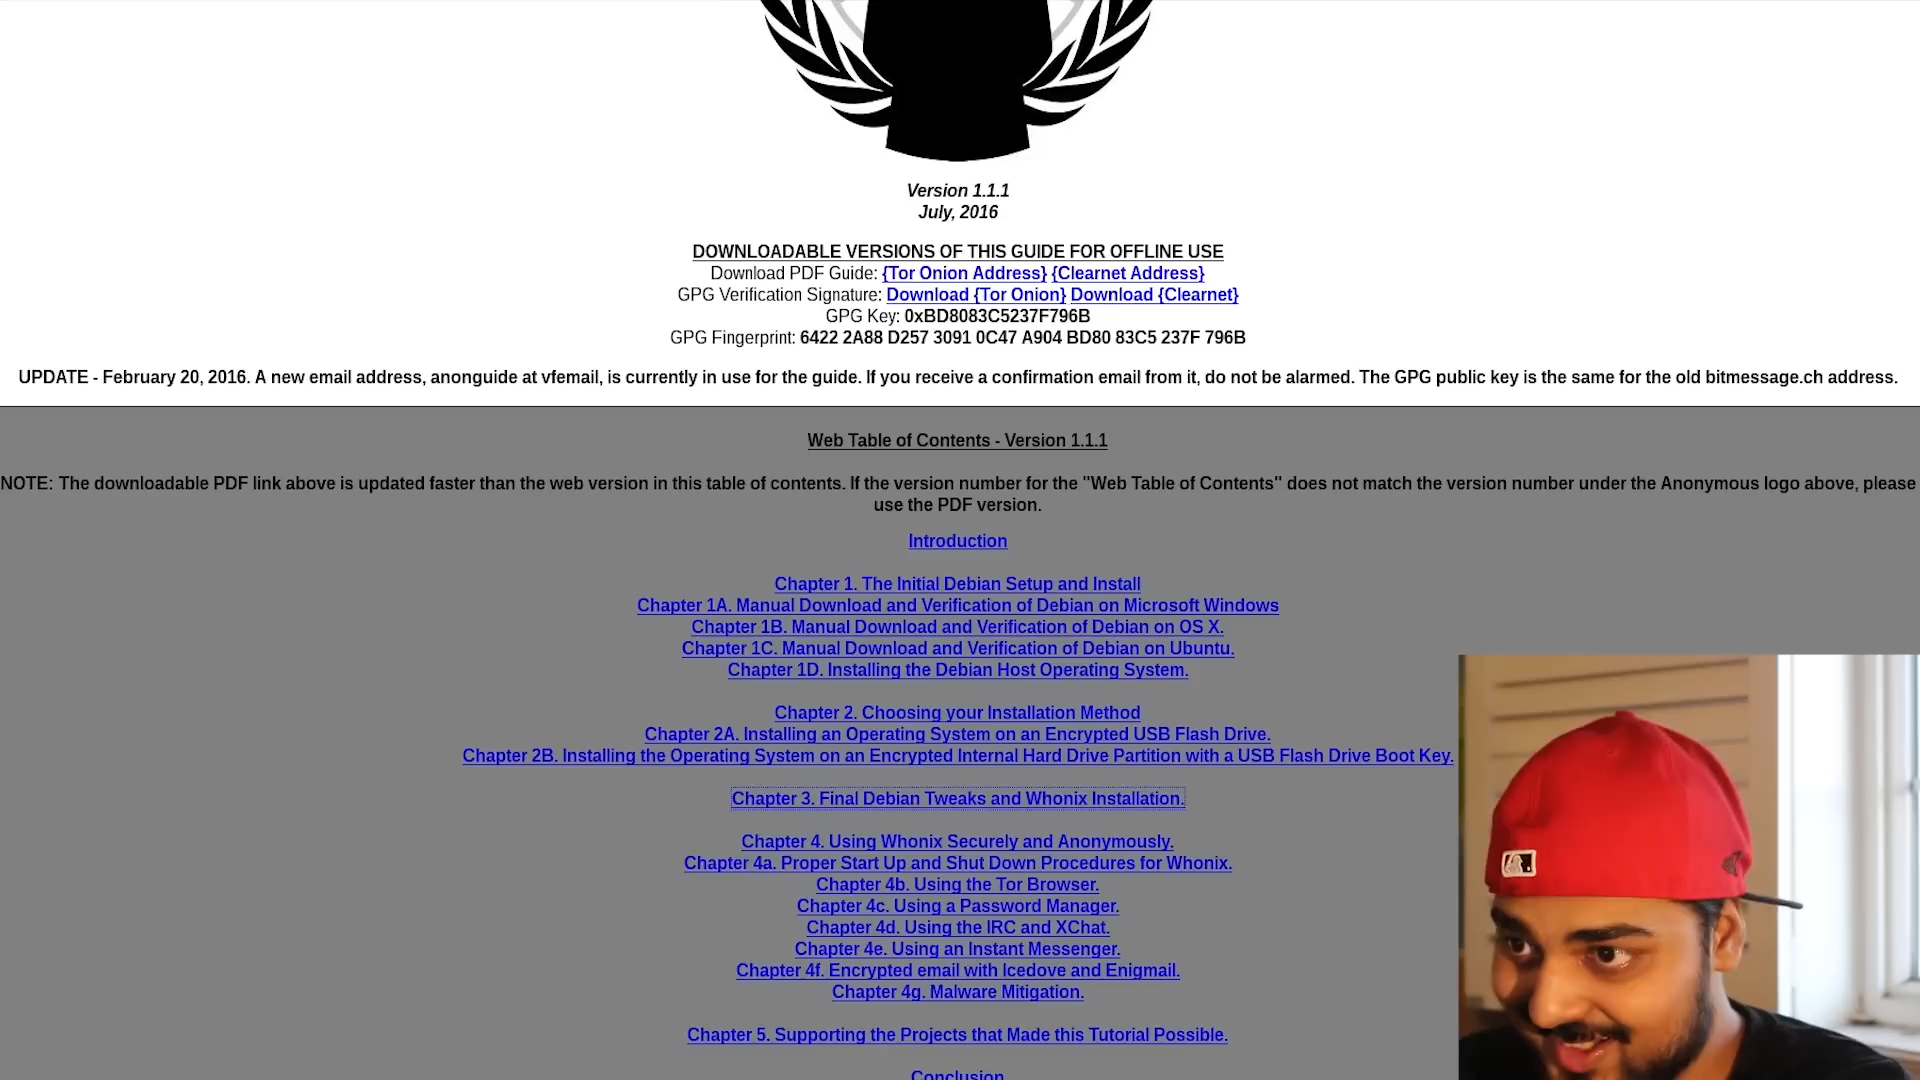 Version 1.1.1
July, 2016
DOWNLOADABLE VERSIONS OF THIS GUIDE FOR OFFLINE USE
Download PDF Guide: {Tor Onion Address} {Clearnet Address}
GPG Verification Signature: Download {Tor Onion} Download {Clearnet}
GPG Key: 0xBD8083C5237F796B
GPG Fingerprint: 6422 2A88 D257 3091 0C47 A904 BD80 83C5 237F 796B
UPDATE - February 20, 2016. A new email address, anonguide at vfemail, is currently in use for the guide. If you receive a confirmation email from it, do not be alarmed. The GPG public key is the same for the old bitmessage.ch address.
Web Table of Contents - Version 1.1.1
NOTE: The downloadable PDF link above is updated faster than the web version in this table of contents. If the version number for the "Web Table of Contents" does not match the version number under the Anonymous logo above, please
use the PDF version.
Introduction
Chapter 1. The Initial Debian Setup and Install
Chapter 1A. Manual Download and Verification of Debian on Microsoft Windows
Chapter 1B. Manual Download and Verification of Debian on OS X.
Chapter 1C. Manual Download and Verification of Debian on Ubuntu.
Chapter 1D. Installing the Debian Host Operating System.
Chapter 2. Choosing your Installation Method
Chapter 2A. Installing an Operating System on an Encrypted USB Flash Drive.
Chapter 2B. Installing the Operating System on an Encrypted Internal Hard Drive Partition with a USB Flash Drive Boot Key.
Chapter 3. Final Debian Tweaks and Whonix Installation.
Chapter 4. Using Whonix Securely and Anonymously.
Chapter 4a. Proper Start Up and Shut Down Procedures for Whonix.
Chapter 4b. Using the Tor Browser.
Chapter 4c. Using a Password Manager.
Chapter 4d. Using the IRC and XChat.
Chapter 4e. Using an Instant Messenger.
Chapter 4f. Encrypted email with Icedove and Enigmail.
Chapter 4g. Malware Mitigation.
Chapter 5. Supporting the Projects that Made this Tutorial Possible.
Conclusion